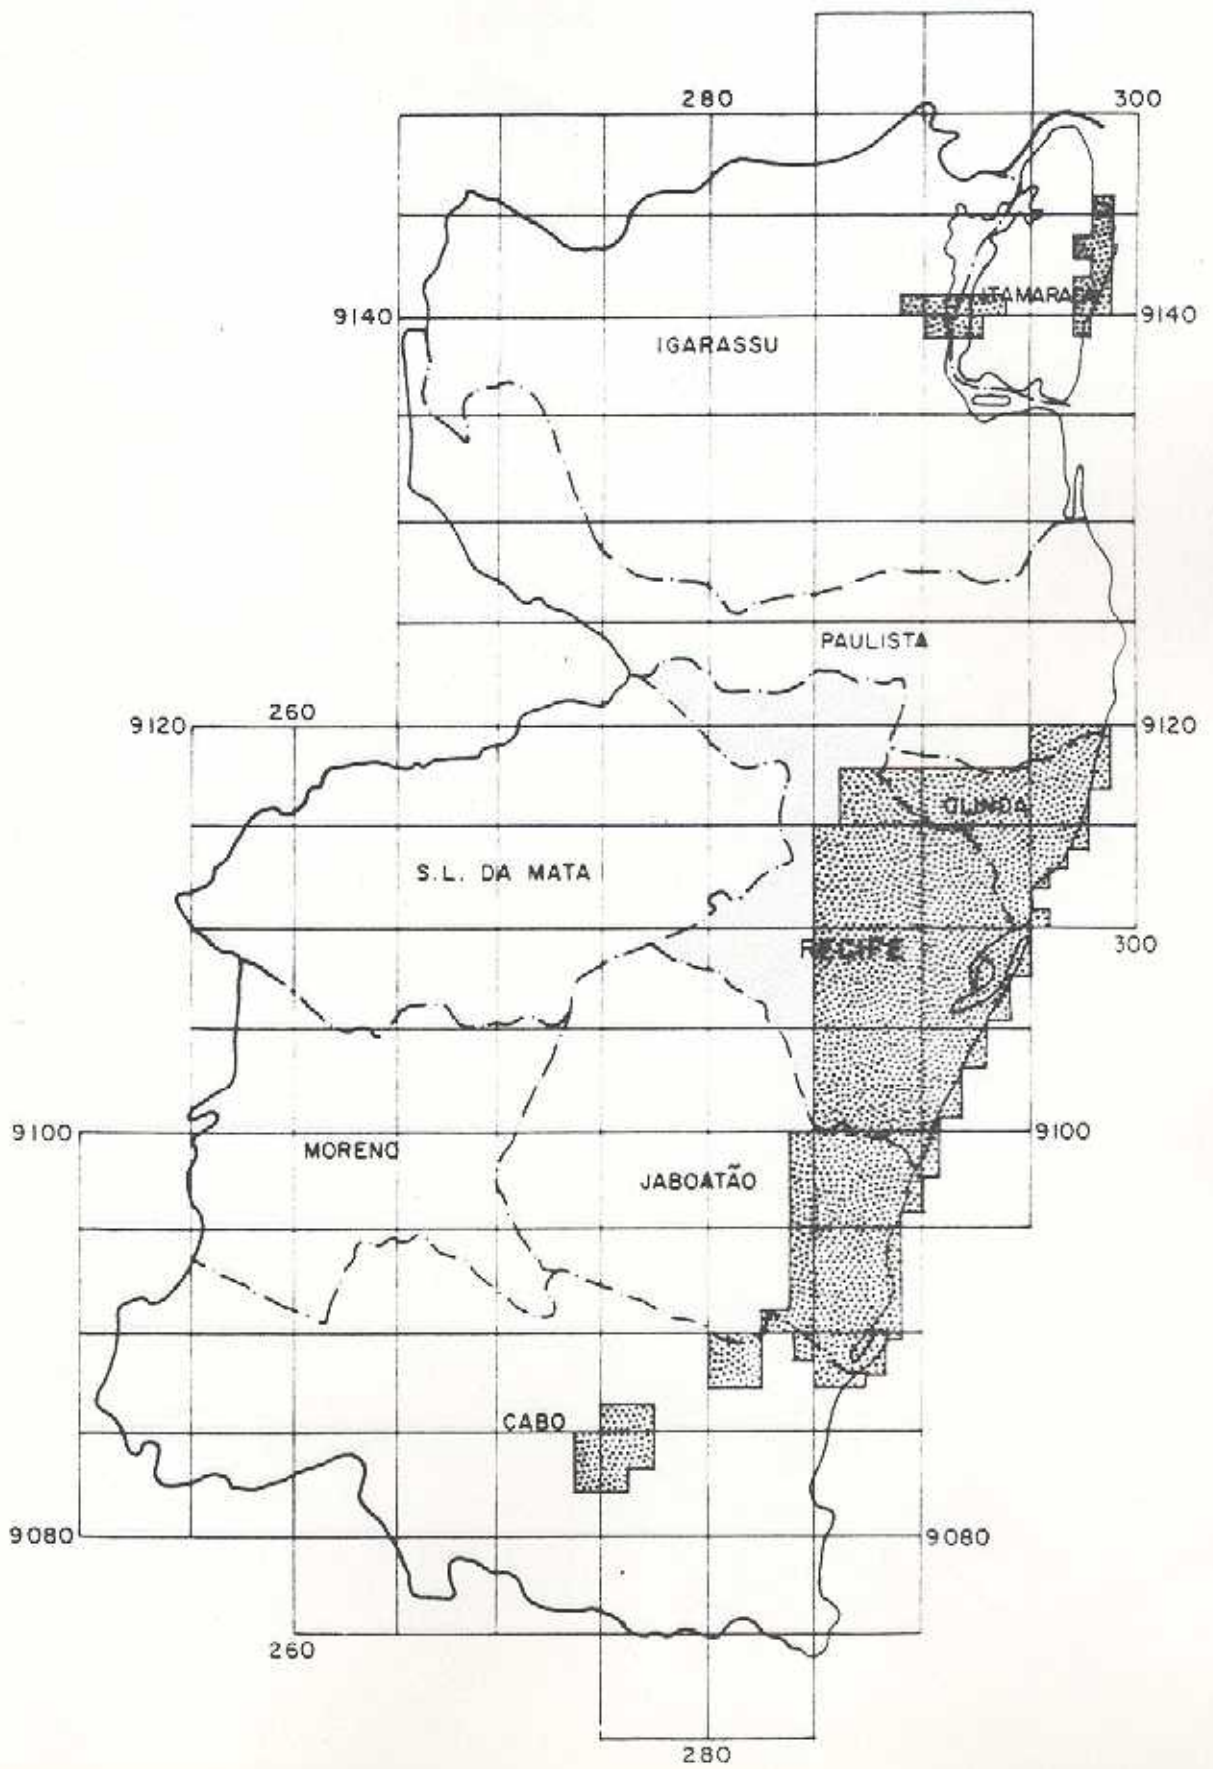 280 300
9140 9140
IGARASSU
ITAMARACÁ
PAULISTA
9120 260 9120
OLINDA
S.L. DA MATA
RECIFE 300
9100 9100
MORENO
JABOATÃO
CABO
9080 9080
260
280